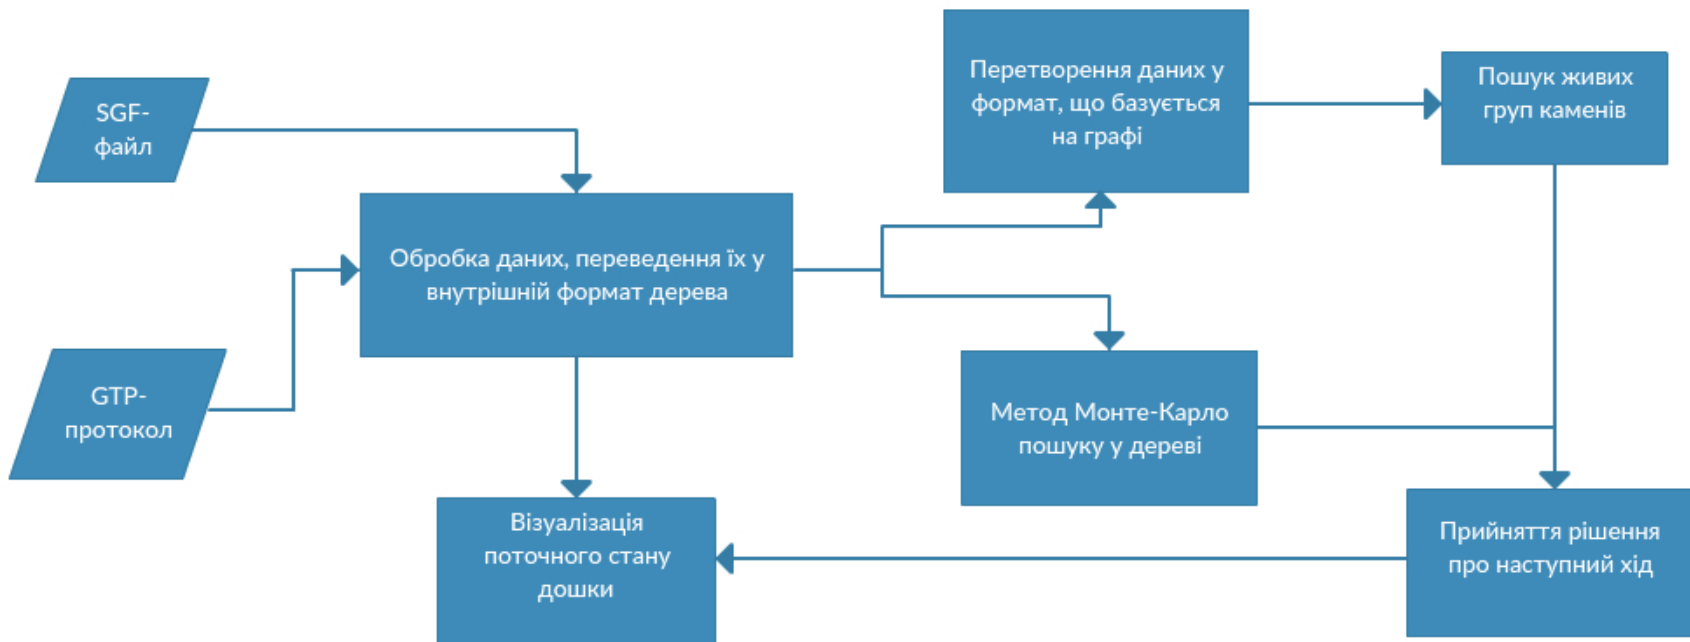 SGF-
файл
GTP-
протокол
Обробка даних, переведення їх у
внутрішній формат дерева
Візуалізація
поточного стану
дошки
Перетворення даних у
формат, що базується
на графі
Метод Монте-Карло
пошуку у дереві
Пошук живих
груп каменів
Прийняття рішення
про наступний хід